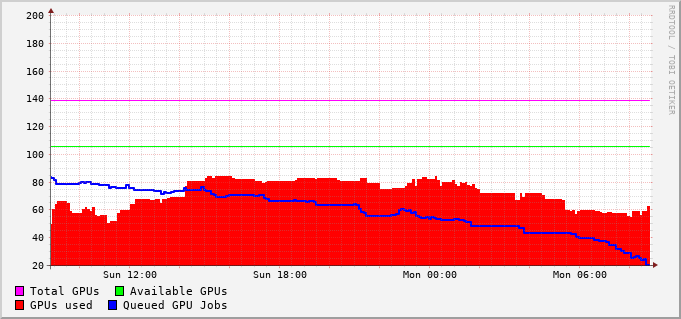 200
180
160
140
120
100
80
60
40
20
Sun 12:00 Sun 18:00 Mon 00:00 Mon 06:00
Total GPUs Available GPUs
GPUs used Queued GPU Jobs
RRDTOOL / TOBI OETIKER